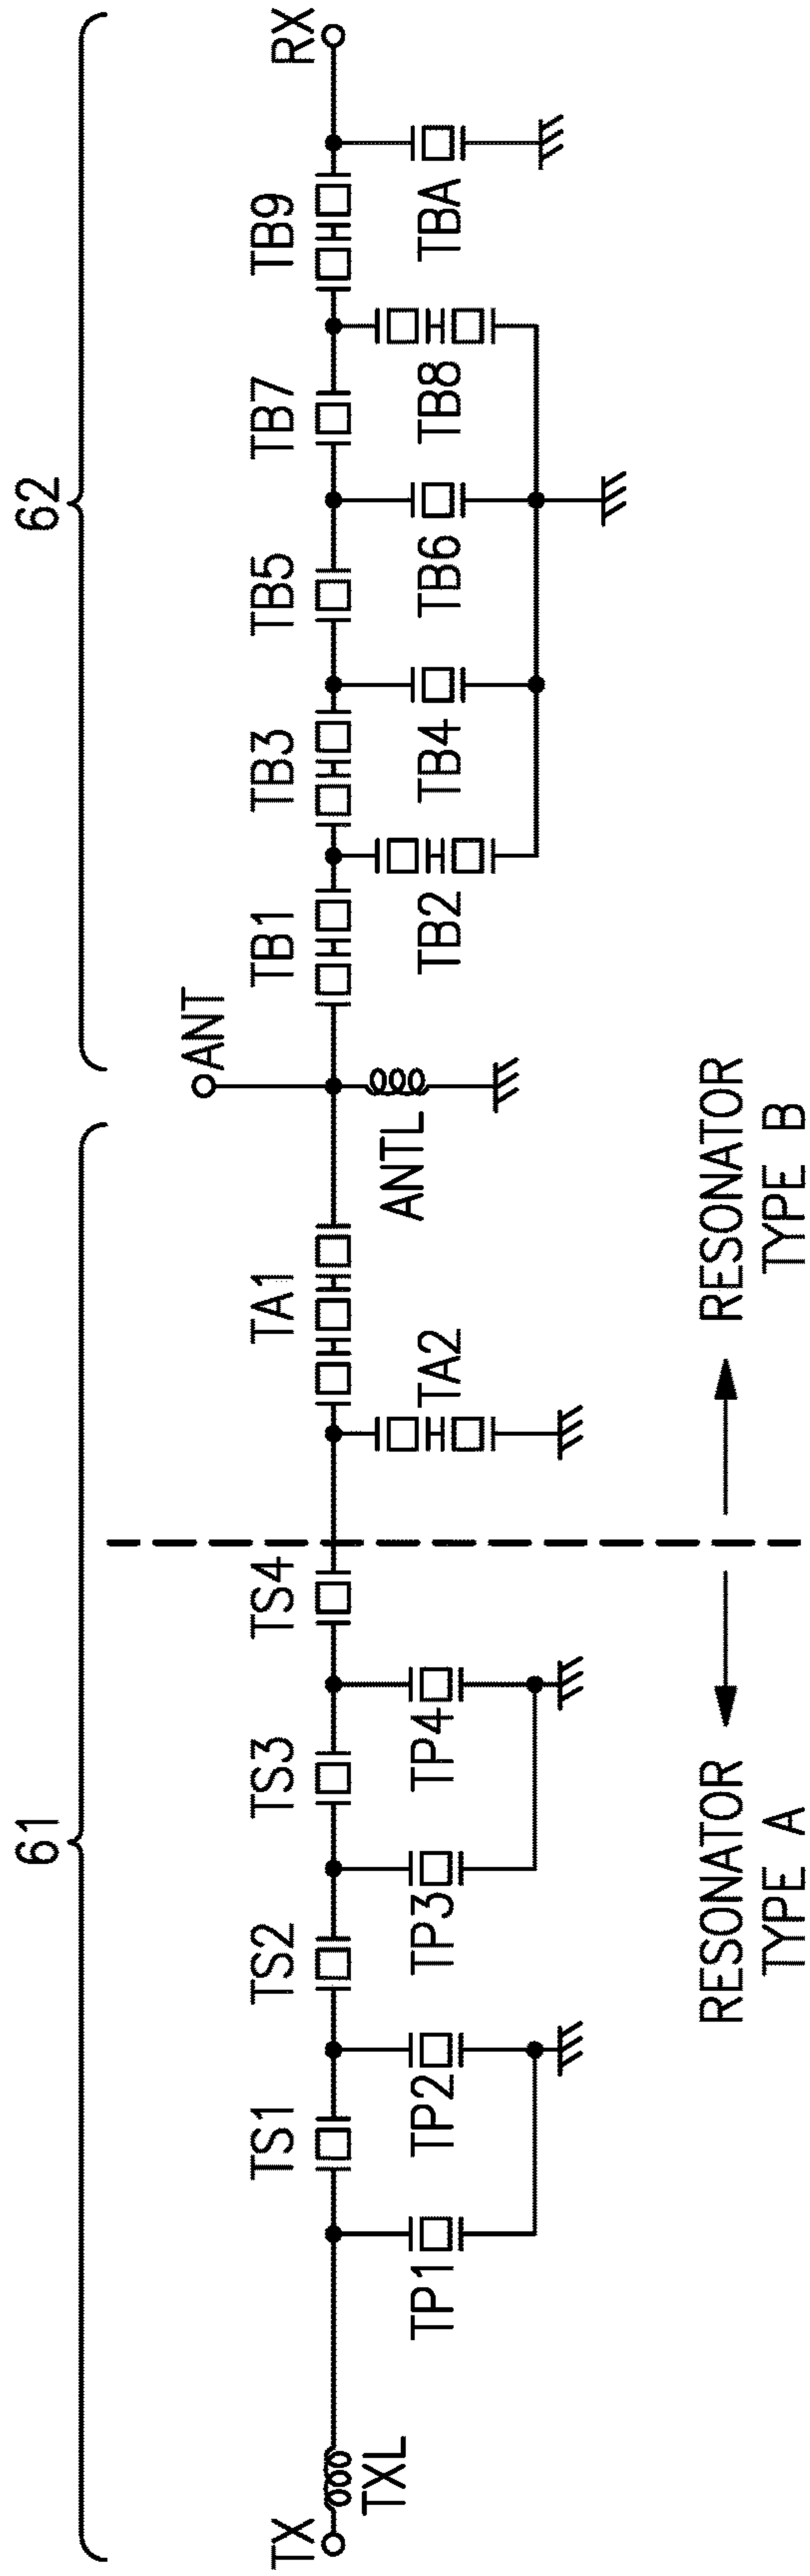 61
62
TX
TXL
TS1
TS2
TS3
TS4
TP1
TP2
TP3
TP4
TA1
TA2
ANT
ANTL
TB1
TB2
TB3
TB4
TB5
TB6
TB7
TB8
TB9
TBA
RX
RESONATOR
TYPE A
RESONATOR
TYPE B